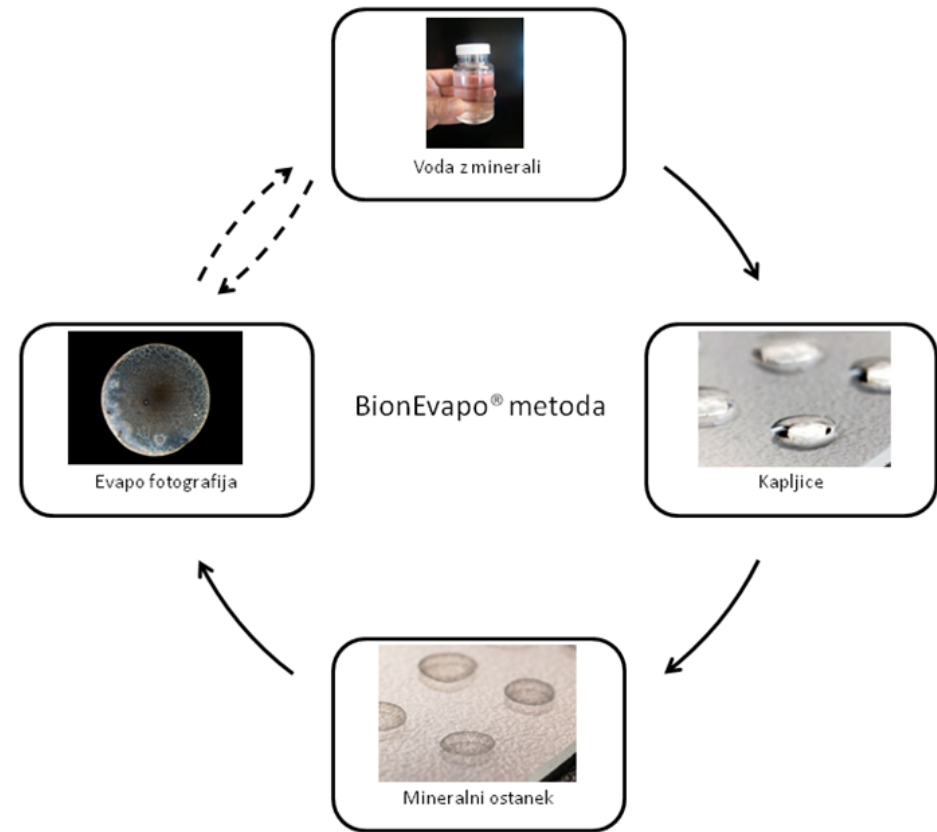 Voda z minerali
BionEvapo® metoda
Evapo fotografija
Kapljice
Mineralni ostanek